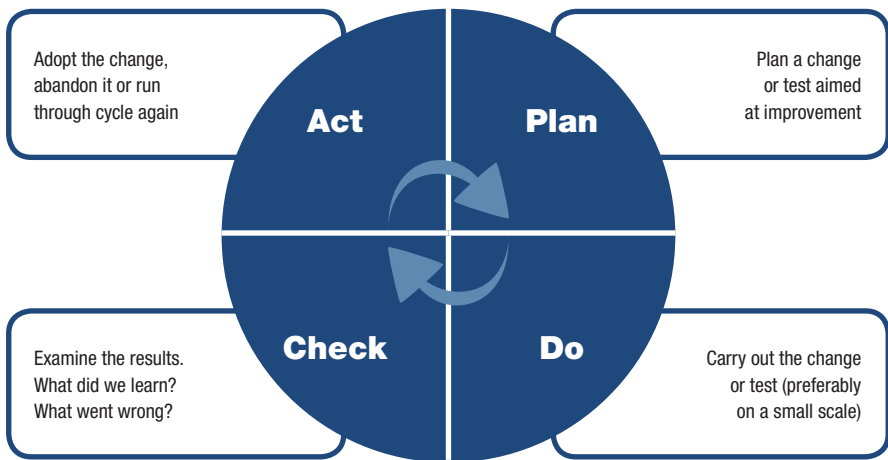 Adopt the change,
abandon it or run
through cycle again
Act
Plan
Plan a change
or test aimed
at improvement
Examine the results.
What did we learn?
What went wrong?
Check
Do
Carry out the change
or test (preferably
on a small scale)